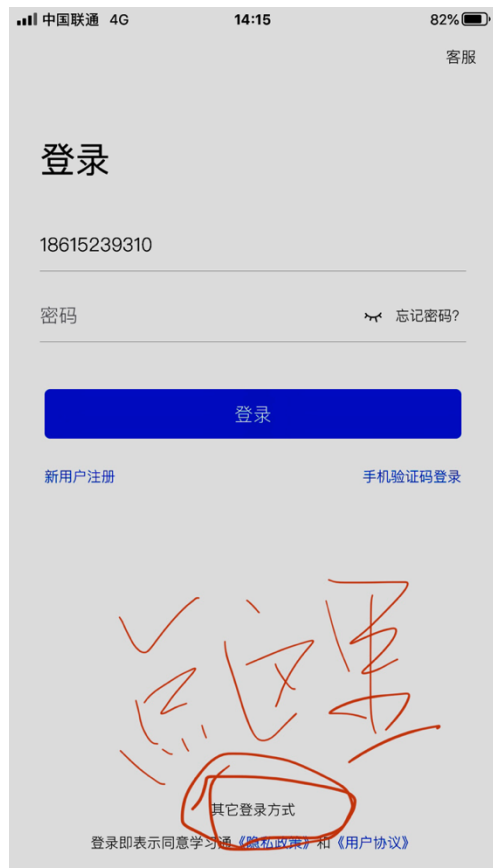 中国联通 4G 14:15 82%
客服
登录
18615239310
密码 忘记密码?
登录
新用户注册 手机验证码登录
点这里
其它登录方式
登录即表示同意学习通《隐私政策》和《用户协议》